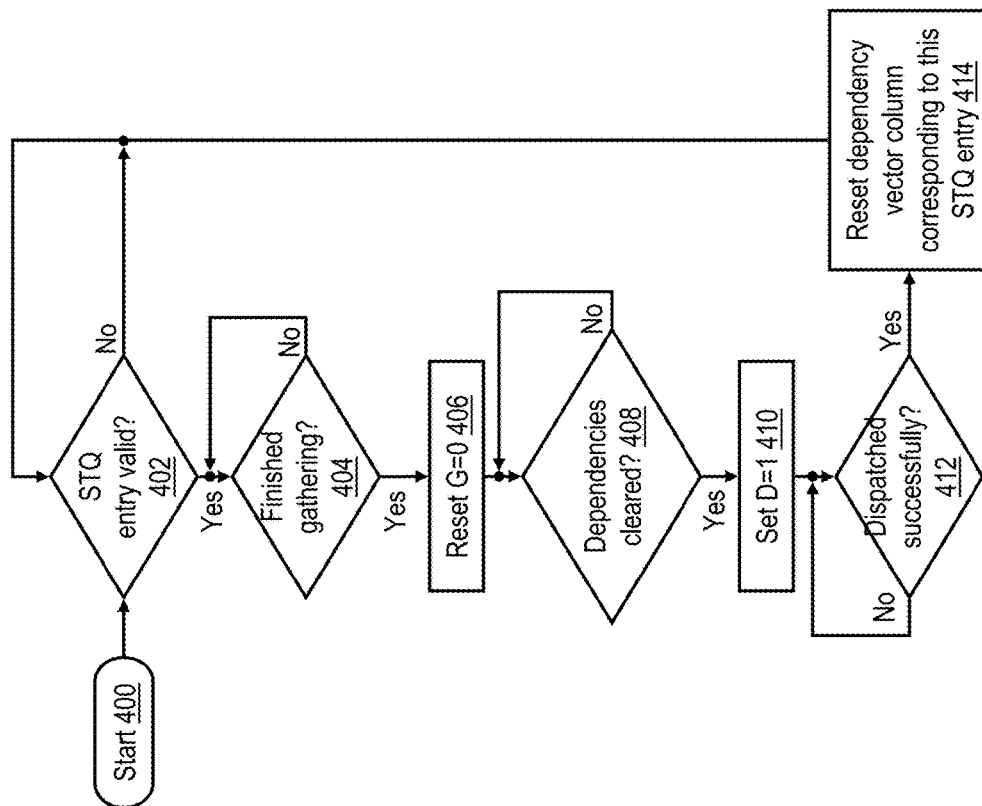 Start 400
STQ
entry valid?
402
No
Yes
Finished
gathering?
404
No
Yes
Reset G=0 406
Dependencies
cleared? 408
No
Yes
Set D=1 410
Dispatched
successfully?
412
No
Yes
Reset dependency
vector column
corresponding to this
STQ entry 414